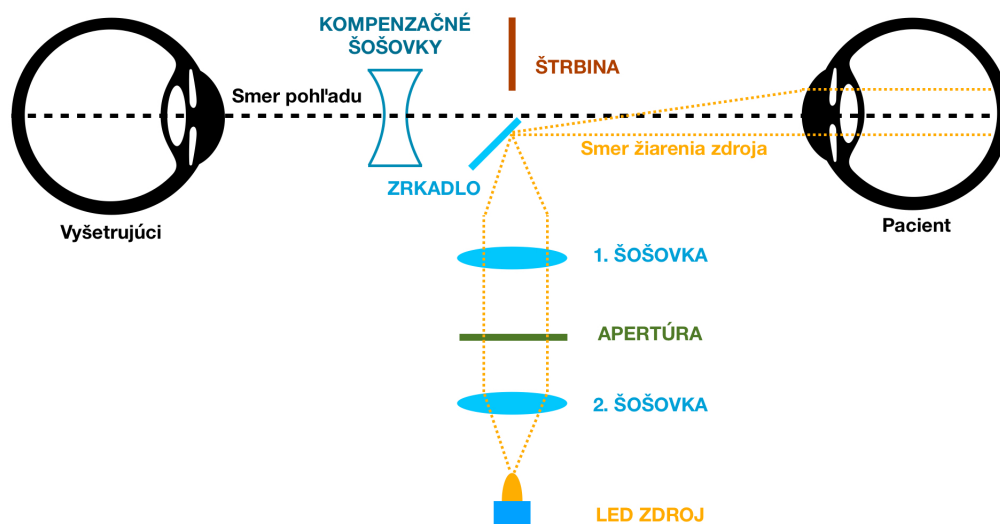 KOMPENZAČNÉ
ŠOŠOVKY
ŠTRBINA
Smer pohľadu
Smer žiarenia zdroja
ZRKADLO
Vyšetrujúci
Pacient
1. ŠOŠOVKA
APERTÚRA
2. ŠOŠOVKA
LED ZDROJ